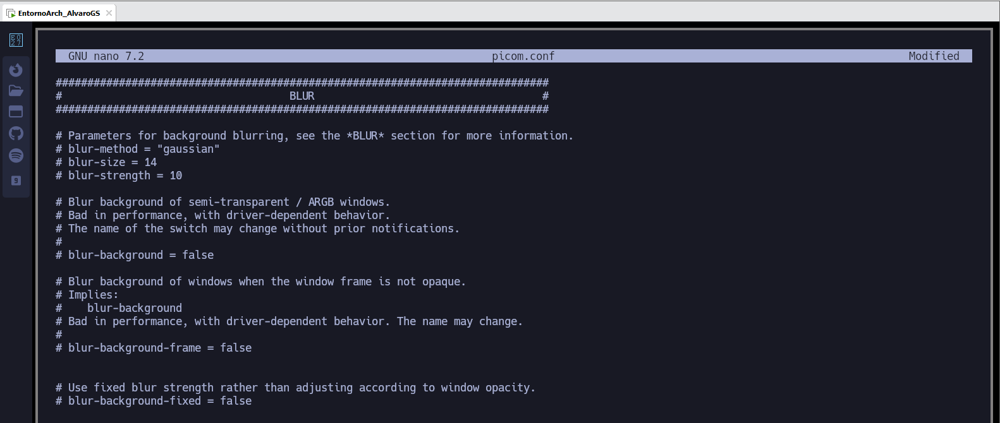 EntornoArch_AlvaroGS
E0
27
GNU nano 7.2 picom.conf Modified
##############################################################################
# BLUR #
##############################################################################
# Parameters for background blurring, see the *BLUR* section for more information.
# blur-method = "gaussian"
# blur-size = 14
# blur-strength = 10
# Blur background of semi-transparent / ARGB windows.
# Bad in performance, with driver-dependent behavior.
# The name of the switch may change without prior notifications.
#
# blur-background = false
# Blur background of windows when the window frame is not opaque.
# Implies:
# blur-background
# Bad in performance, with driver-dependent behavior. The name may change.
#
# blur-background-frame = false
# Use fixed blur strength rather than adjusting according to window opacity.
# blur-background-fixed = false
9